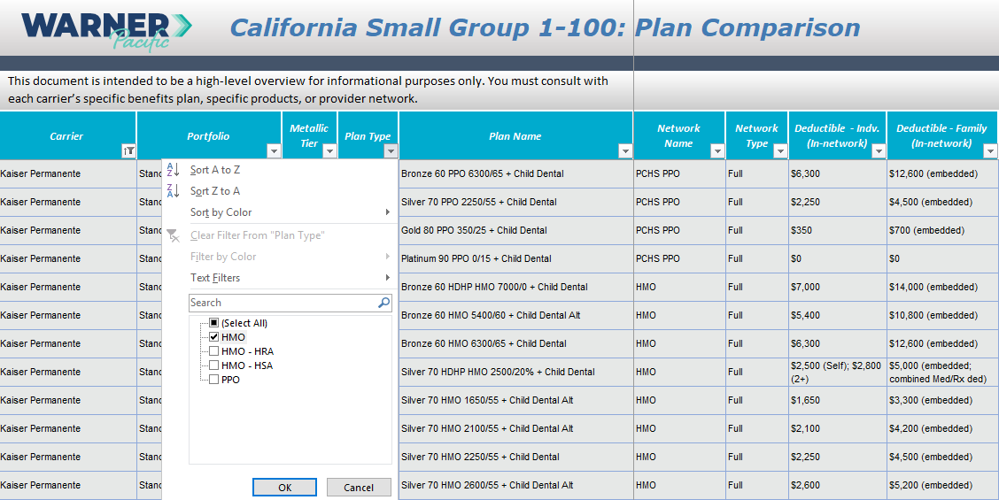 WARNER
Pacific
California Small Group 1-100: Plan Comparison
This document is intended to be a high-level overview for informational purposes only. You must consult with
each carrier's specific benefits plan, specific products, or provider network.
Carrier Portfolio Metallic Tier Plan Type Plan Name Network Name Network Type Deductible - Indv. (In-network) Deductible - Family (In-network)
Kaiser Permanente Stand Bronze 60 PPO 6300/65 + Child Dental PCHS PPO Full $6,300 $12,600 (embedded)
Kaiser Permanente Stand Silver 70 PPO 2250/55 + Child Dental PCHS PPO Full $2,250 $4,500 (embedded)
Kaiser Permanente Stand Gold 80 PPO 350/25 + Child Dental PCHS PPO Full $350 $700 (embedded)
Kaiser Permanente Stand Platinum 90 PPO 0/15 + Child Dental PCHS PPO Full $0 $0
Kaiser Permanente Stand Bronze 60 HDHP HMO 7000/0 + Child Dental HMO Full $7,000 $14,000 (embedded)
Kaiser Permanente Stand Bronze 60 HMO 5400/60 + Child Dental Alt HMO Full $5,400 $10,800 (embedded)
Kaiser Permanente Stand Bronze 60 HMO 6300/65 + Child Dental HMO Full $6,300 $12,600 (embedded)
Kaiser Permanente Stand Silver 70 HDHP HMO 2500/20% + Child Dental HMO Full $2,500 (Self); $2,800 (2+) $5,000 (embedded; combined Med/Rx ded)
Kaiser Permanente Stand Silver 70 HMO 1650/55 + Child Dental Alt HMO Full $1,650 $3,300 (embedded)
Kaiser Permanente Stand Silver 70 HMO 2100/55 + Child Dental Alt HMO Full $2,100 $4,200 (embedded)
Kaiser Permanente Stand Silver 70 HMO 2250/55 + Child Dental HMO Full $2,250 $4,500 (embedded)
Kaiser Permanente Stand Silver 70 HMO 2600/55 + Child Dental Alt HMO Full $2,600 $5,200 (embedded)
Sort A to Z
Sort Z to A
Sort by Color
Clear Filter From "Plan Type"
Filter by Color
Text Filters
Search
(Select All)
HMO
HMO - HRA
HMO - HSA
PPO
OK Cancel